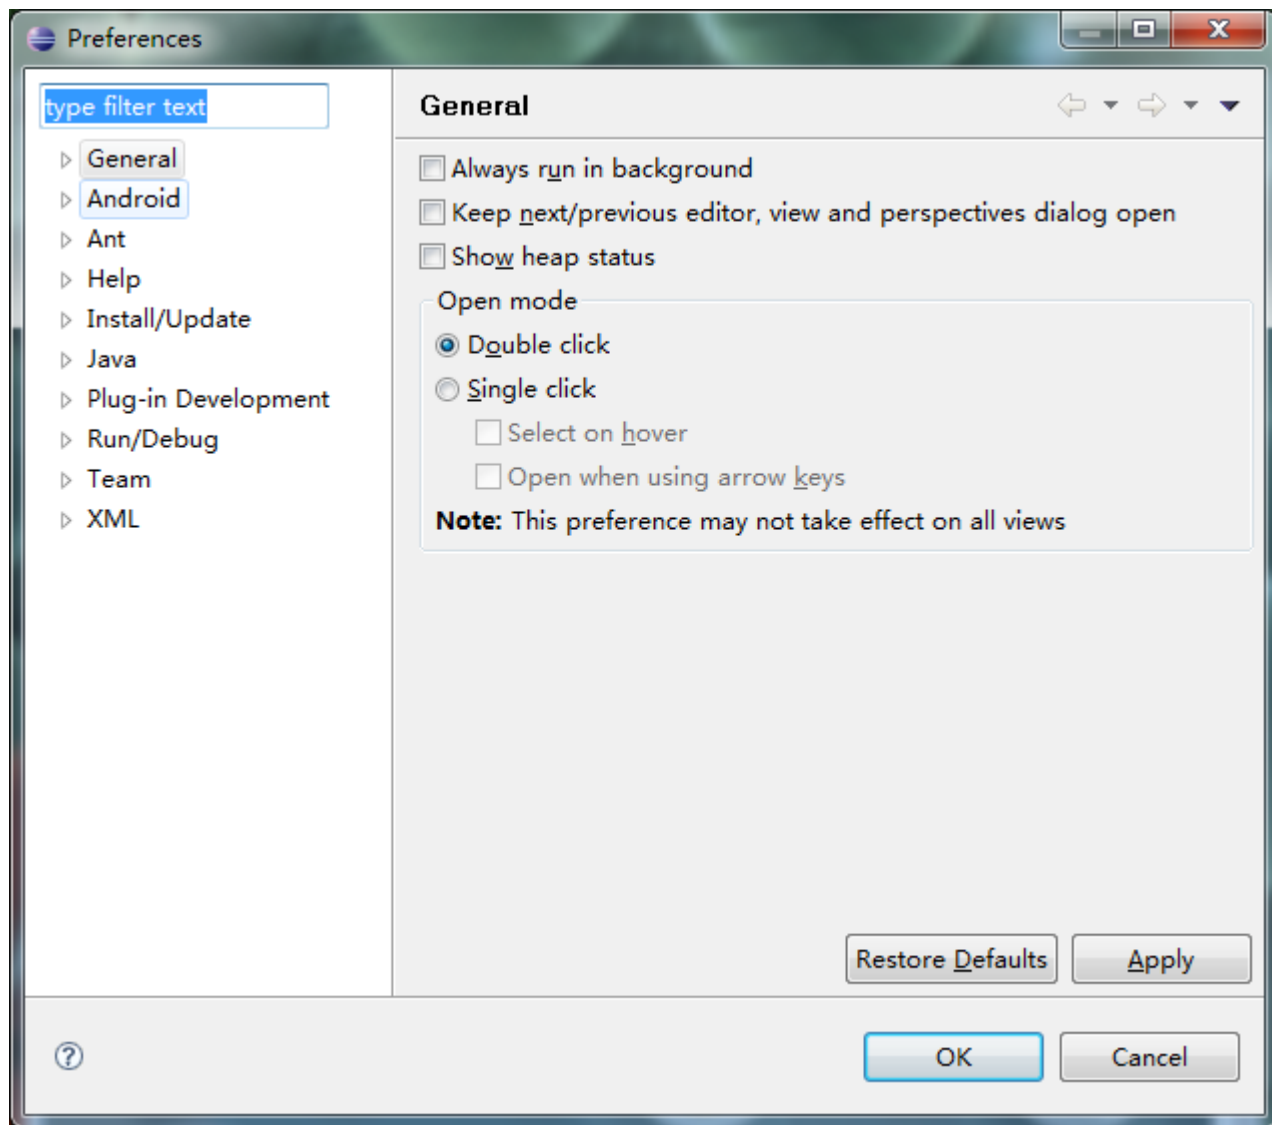 Preferences
type filter text
General
Android
Ant
Help
Install/Update
Java
Plug-in Development
Run/Debug
Team
XML
General
Always run in background
Keep next/previous editor, view and perspectives dialog open
Show heap status
Open mode
Double click
Single click
Select on hover
Open when using arrow keys
Note: This preference may not take effect on all views
Restore Defaults
Apply
OK
Cancel